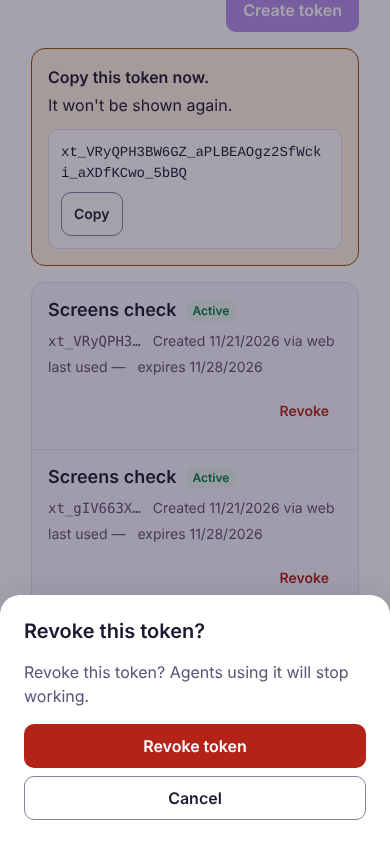 Create token
Copy this token now.
It won't be shown again.
xt_VRyQPH3BW6GZ_aPLBEAOgz2SfWck
i_aXDfKCwo_5bBQ
Copy
Screens check Active
xt_VRyQPH3… Created 11/21/2026 via web
last used — expires 11/28/2026
Revoke
Screens check Active
xt_gIV663X… Created 11/21/2026 via web
last used — expires 11/28/2026
Revoke
Revoke this token?
Revoke this token? Agents using it will stop
working.
Revoke token
Cancel